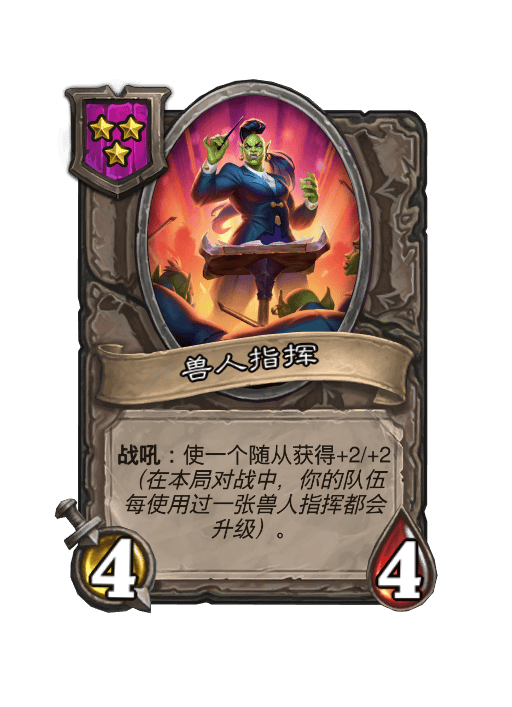 兽人指挥
战吼：使一个随从获得+2/+2
（在本局对战中，你的队伍
每使用过一张兽人指挥都会
升级）。
4
4